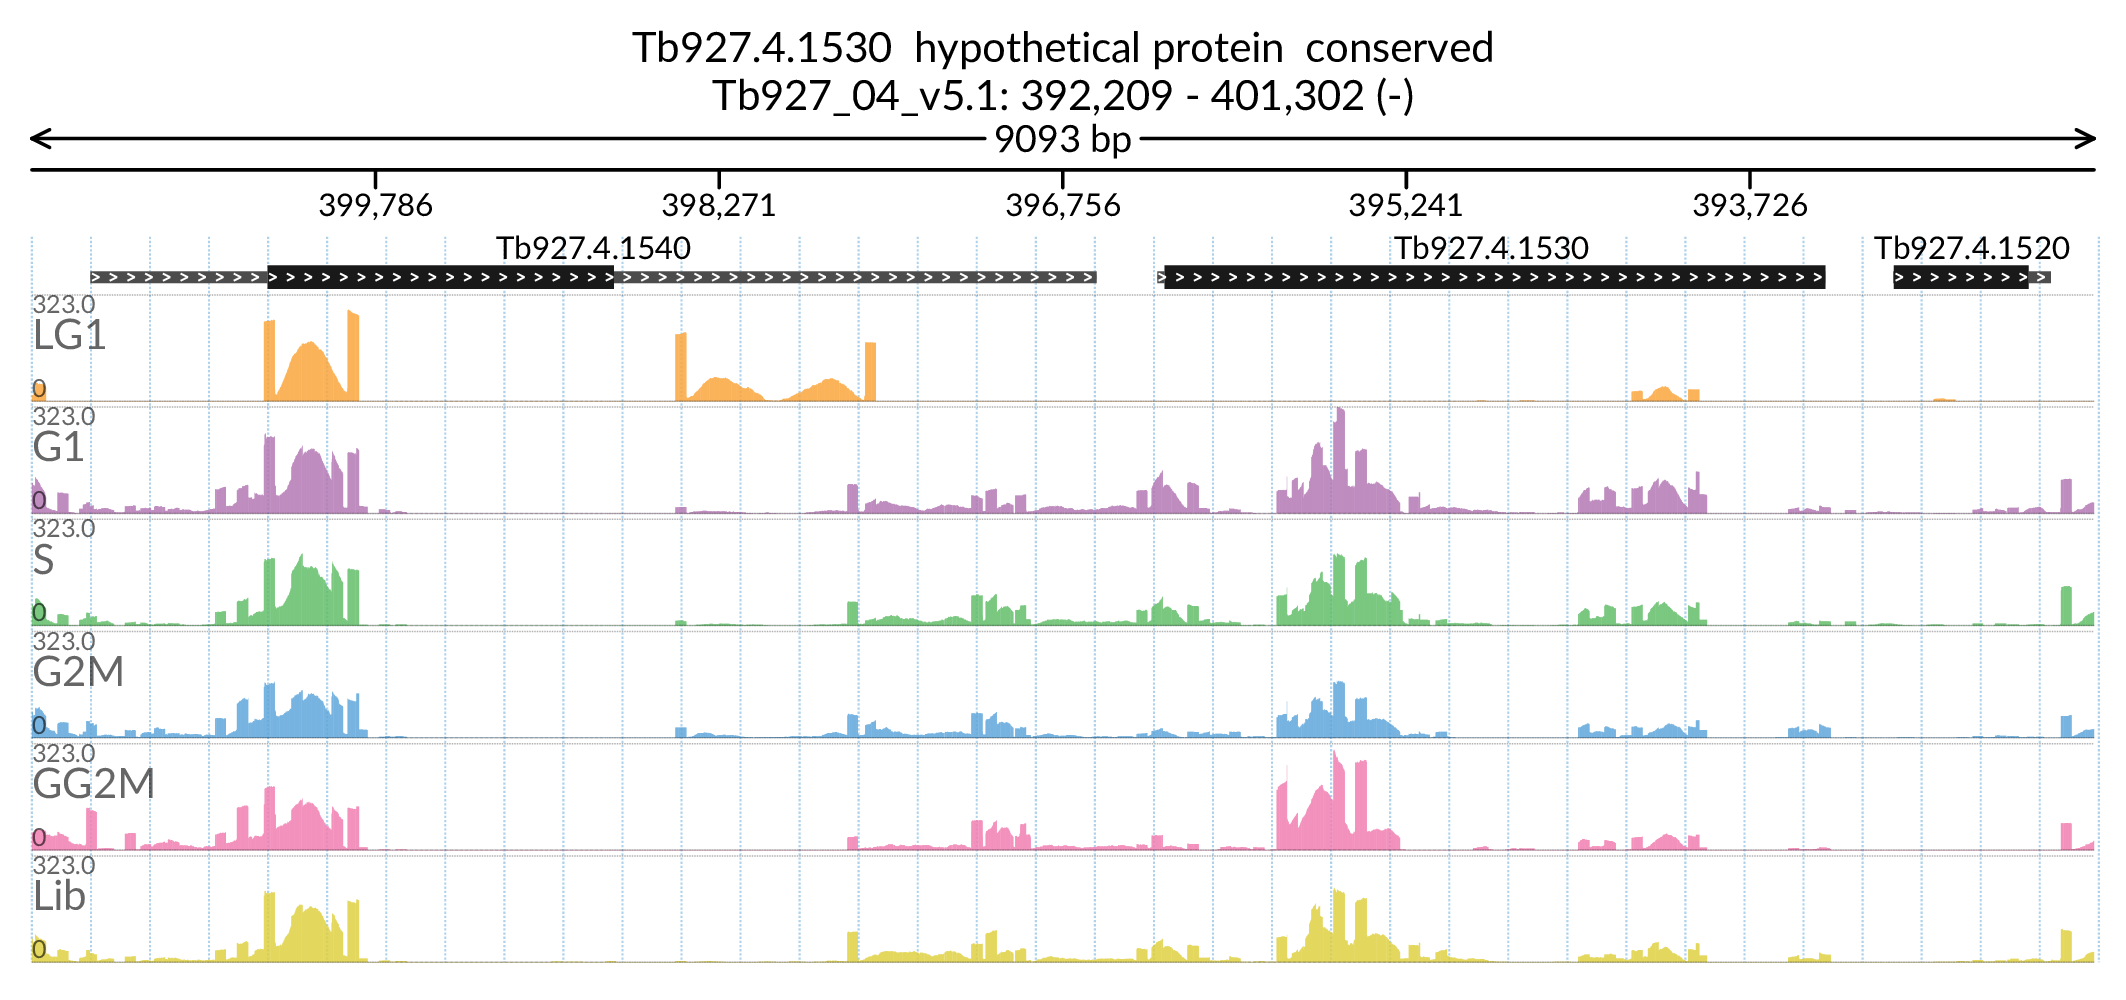 Tb927.4.1530 hypothetical protein conserved
Tb927_04_v5.1: 392,209 - 401,302 (-)
9093 bp
399,786 398,271 396,756 395,241 393,726
Tb927.4.1540 Tb927.4.1530 Tb927.4.1520
323.0
LG1
0
323.0
G1
0
323.0
S
0
323.0
G2M
0
323.0
GG2M
0
323.0
Lib
0